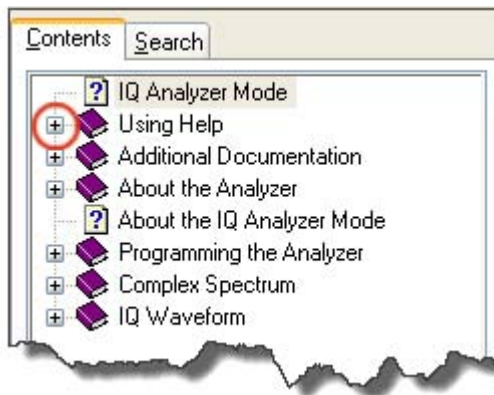 Contents Search
IQ Analyzer Mode
Using Help
Additional Documentation
About the Analyzer
About the IQ Analyzer Mode
Programming the Analyzer
Complex Spectrum
IQ Waveform